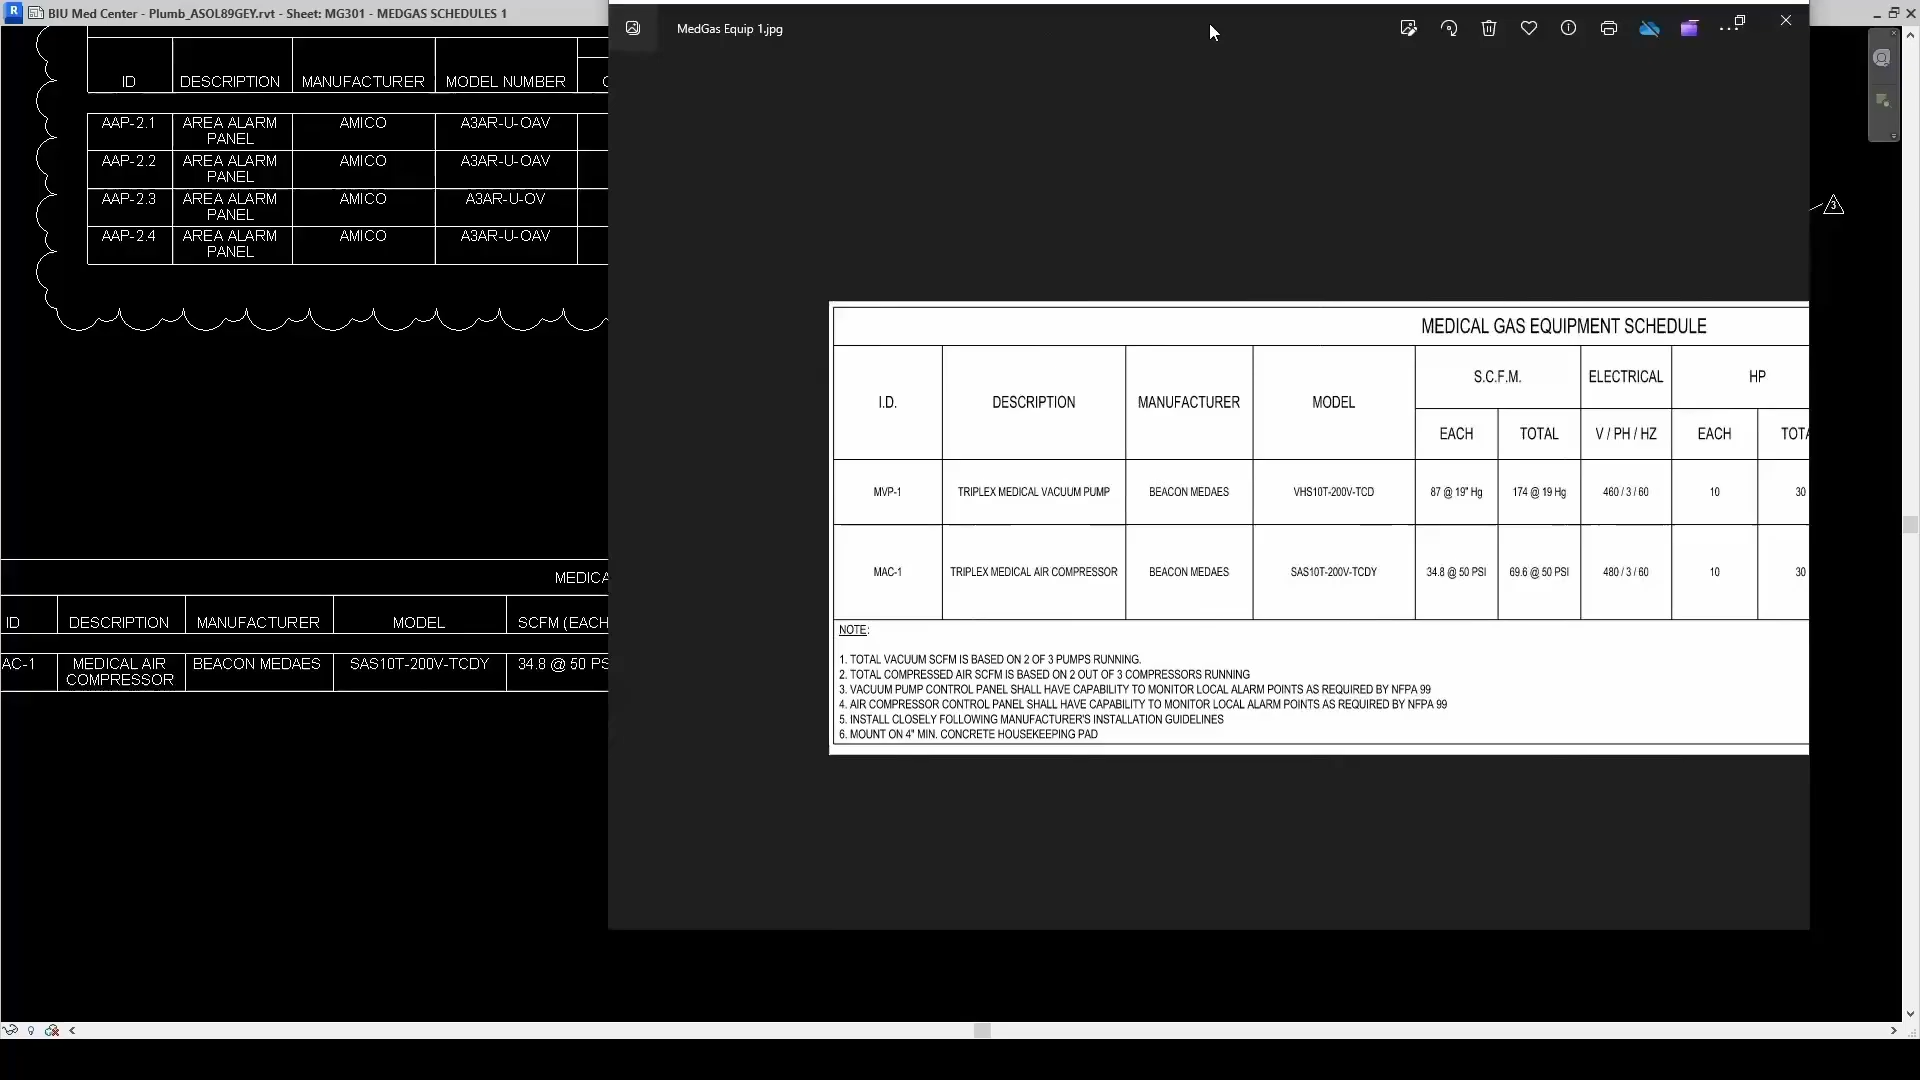 BIU Med Center - Plumb_ASOL89GEY.rvt - Sheet: MG301 - MEDGAS SCHEDULES 1
ID DESCRIPTION MANUFACTURER MODEL NUMBER
AAP-2.1 AREA ALARM PANEL AMICO A3AR-U-OAV
AAP-2.2 AREA ALARM PANEL AMICO A3AR-U-OAV
AAP-2.3 AREA ALARM PANEL AMICO A3AR-U-OV
AAP-2.4 AREA ALARM PANEL AMICO A3AR-U-OAV
3
MEDICA
ID DESCRIPTION MANUFACTURER MODEL SCFM (EACH
AC-1 MEDICAL AIR COMPRESSOR BEACON MEDAES SAS10T-200V-TCDY 34.8 @ 50 PS
MedGas Equip 1.jpg
MEDICAL GAS EQUIPMENT SCHEDULE
I.D. DESCRIPTION MANUFACTURER MODEL S.C.F.M. ELECTRICAL HP
EACH TOTAL V / PH / HZ EACH TOTA
MVP-1 TRIPLEX MEDICAL VACUUM PUMP BEACON MEDAES VHS10T-200V-TCD 87 @ 19" Hg 174 @ 19 Hg 460 / 3 / 60 10 30
MAC-1 TRIPLEX MEDICAL AIR COMPRESSOR BEACON MEDAES SAS10T-200V-TCDY 34.8 @ 50 PSI 69.6 @ 50 PSI 480 / 3 / 60 10 30
NOTE:
1. TOTAL VACUUM SCFM IS BASED ON 2 OF 3 PUMPS RUNNING.
2. TOTAL COMPRESSED AIR SCFM IS BASED ON 2 OUT OF 3 COMPRESSORS RUNNING
3. VACUUM PUMP CONTROL PANEL SHALL HAVE CAPABILITY TO MONITOR LOCAL ALARM POINTS AS REQUIRED BY NFPA 99
4. AIR COMPRESSOR CONTROL PANEL SHALL HAVE CAPABILITY TO MONITOR LOCAL ALARM POINTS AS REQUIRED BY NFPA 99
5. INSTALL CLOSELY FOLLOWING MANUFACTURER'S INSTALLATION GUIDELINES
6. MOUNT ON 4" MIN. CONCRETE HOUSEKEEPING PAD